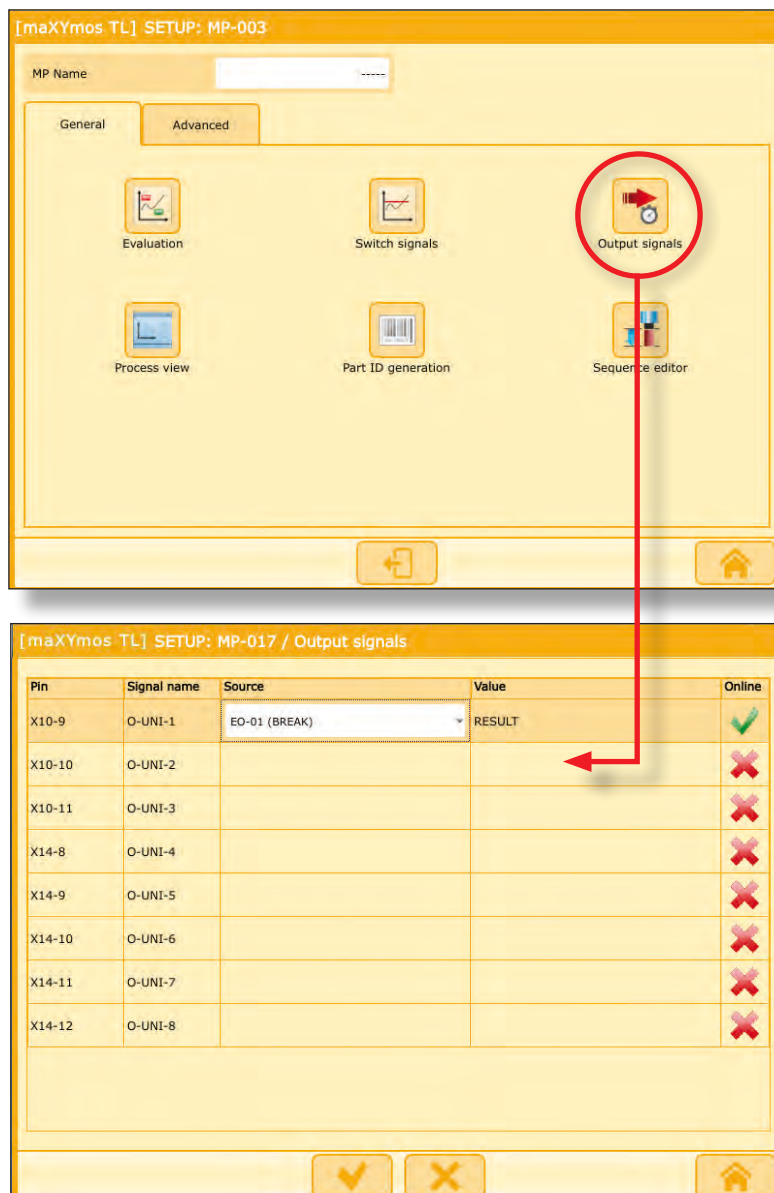 [maXYmos TL] SETUP: MP-003
MP Name -----
General Advanced
Evaluation Switch signals Output signals
Process view Part ID generation Sequence editor
[maXYmos TL] SETUP: MP-017 / Output signals
Pin Signal name Source Value Online
X10-9 O-UNI-1 EO-01 (BREAK) RESULT
X10-10 O-UNI-2
X10-11 O-UNI-3
X14-8 O-UNI-4
X14-9 O-UNI-5
X14-10 O-UNI-6
X14-11 O-UNI-7
X14-12 O-UNI-8